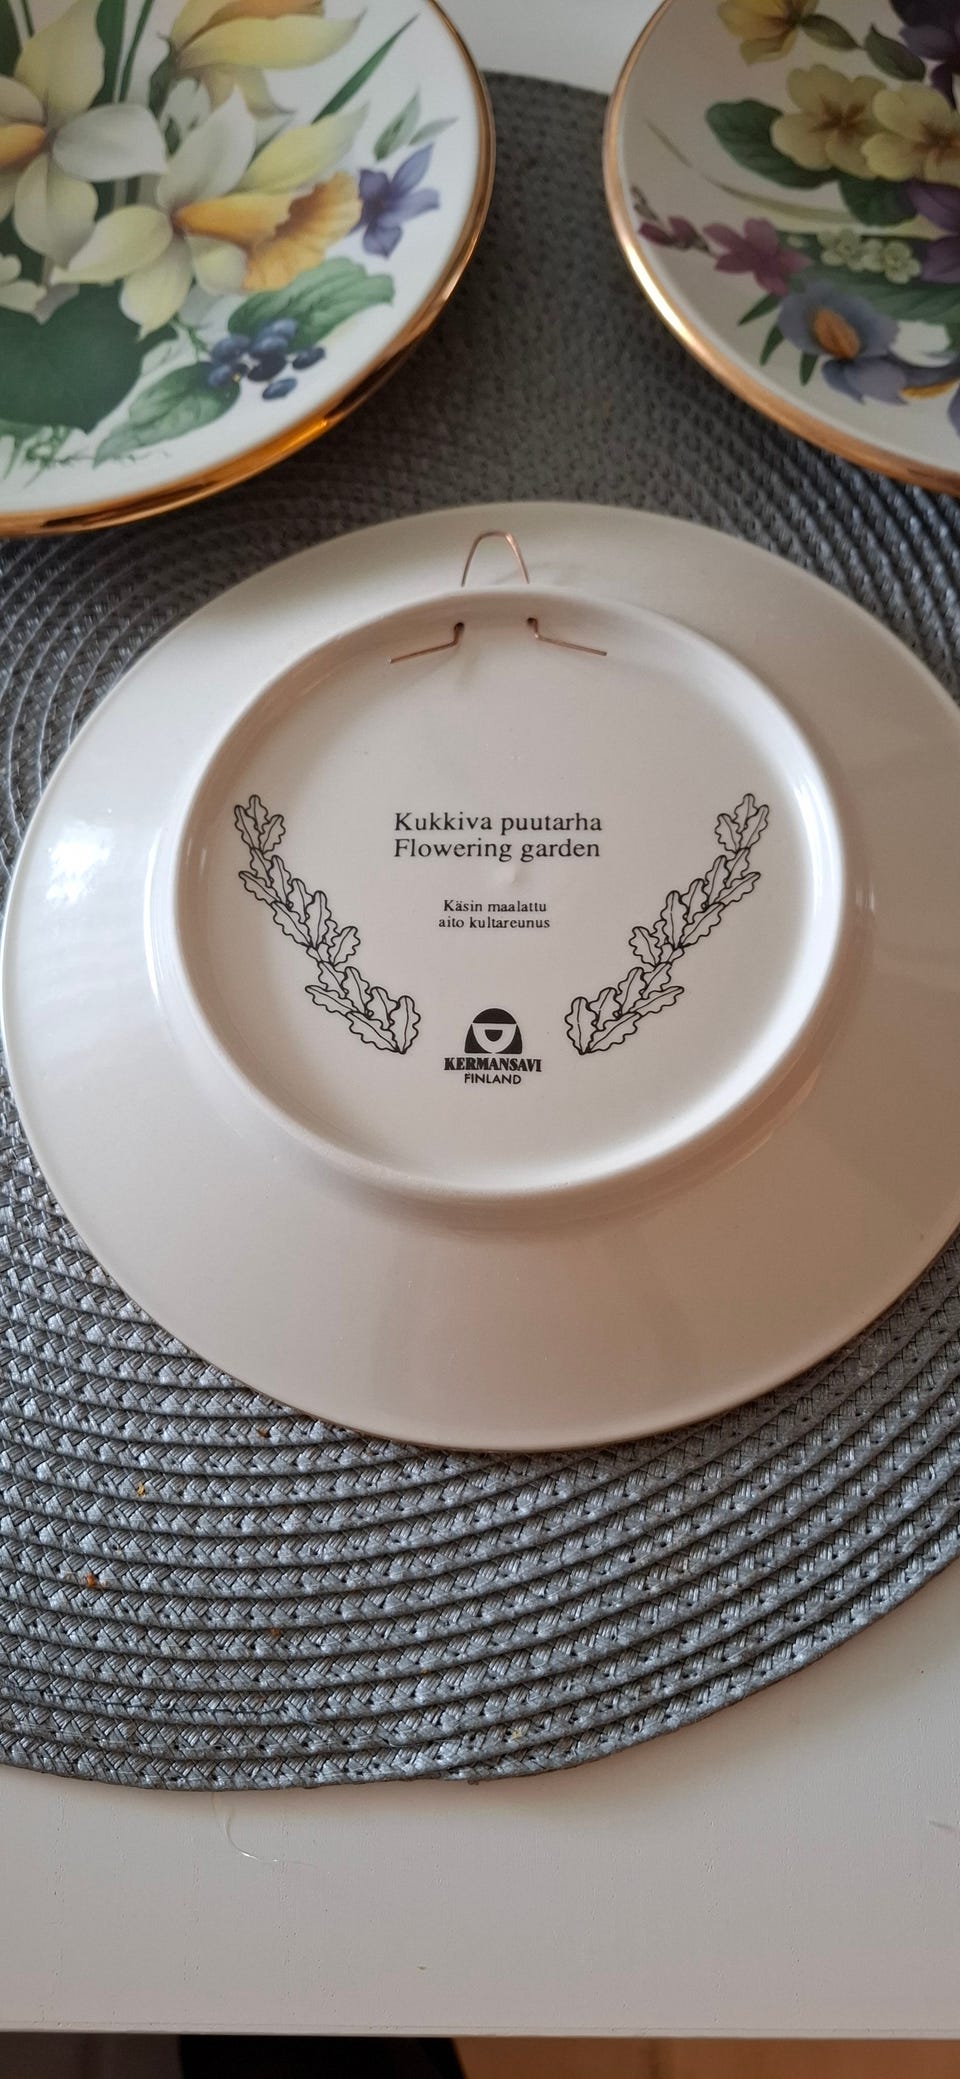 Kukkiva puutarha
Flowering garden
Käsin maalattu
aito kultareunus
KERMANSAVI
FINLAND